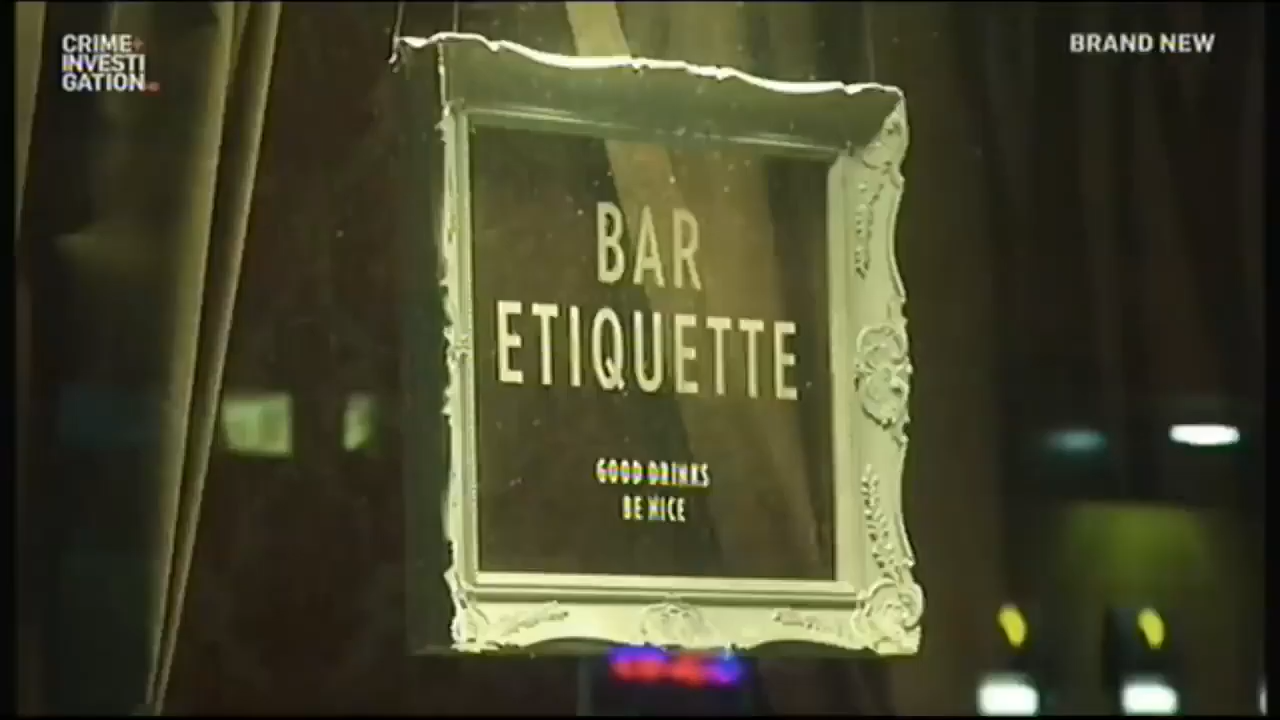 CRIME+
INVESTI
GATION
BRAND NEW
BAR
ETIQUETTE
GOOD DRINKS
BE NICE